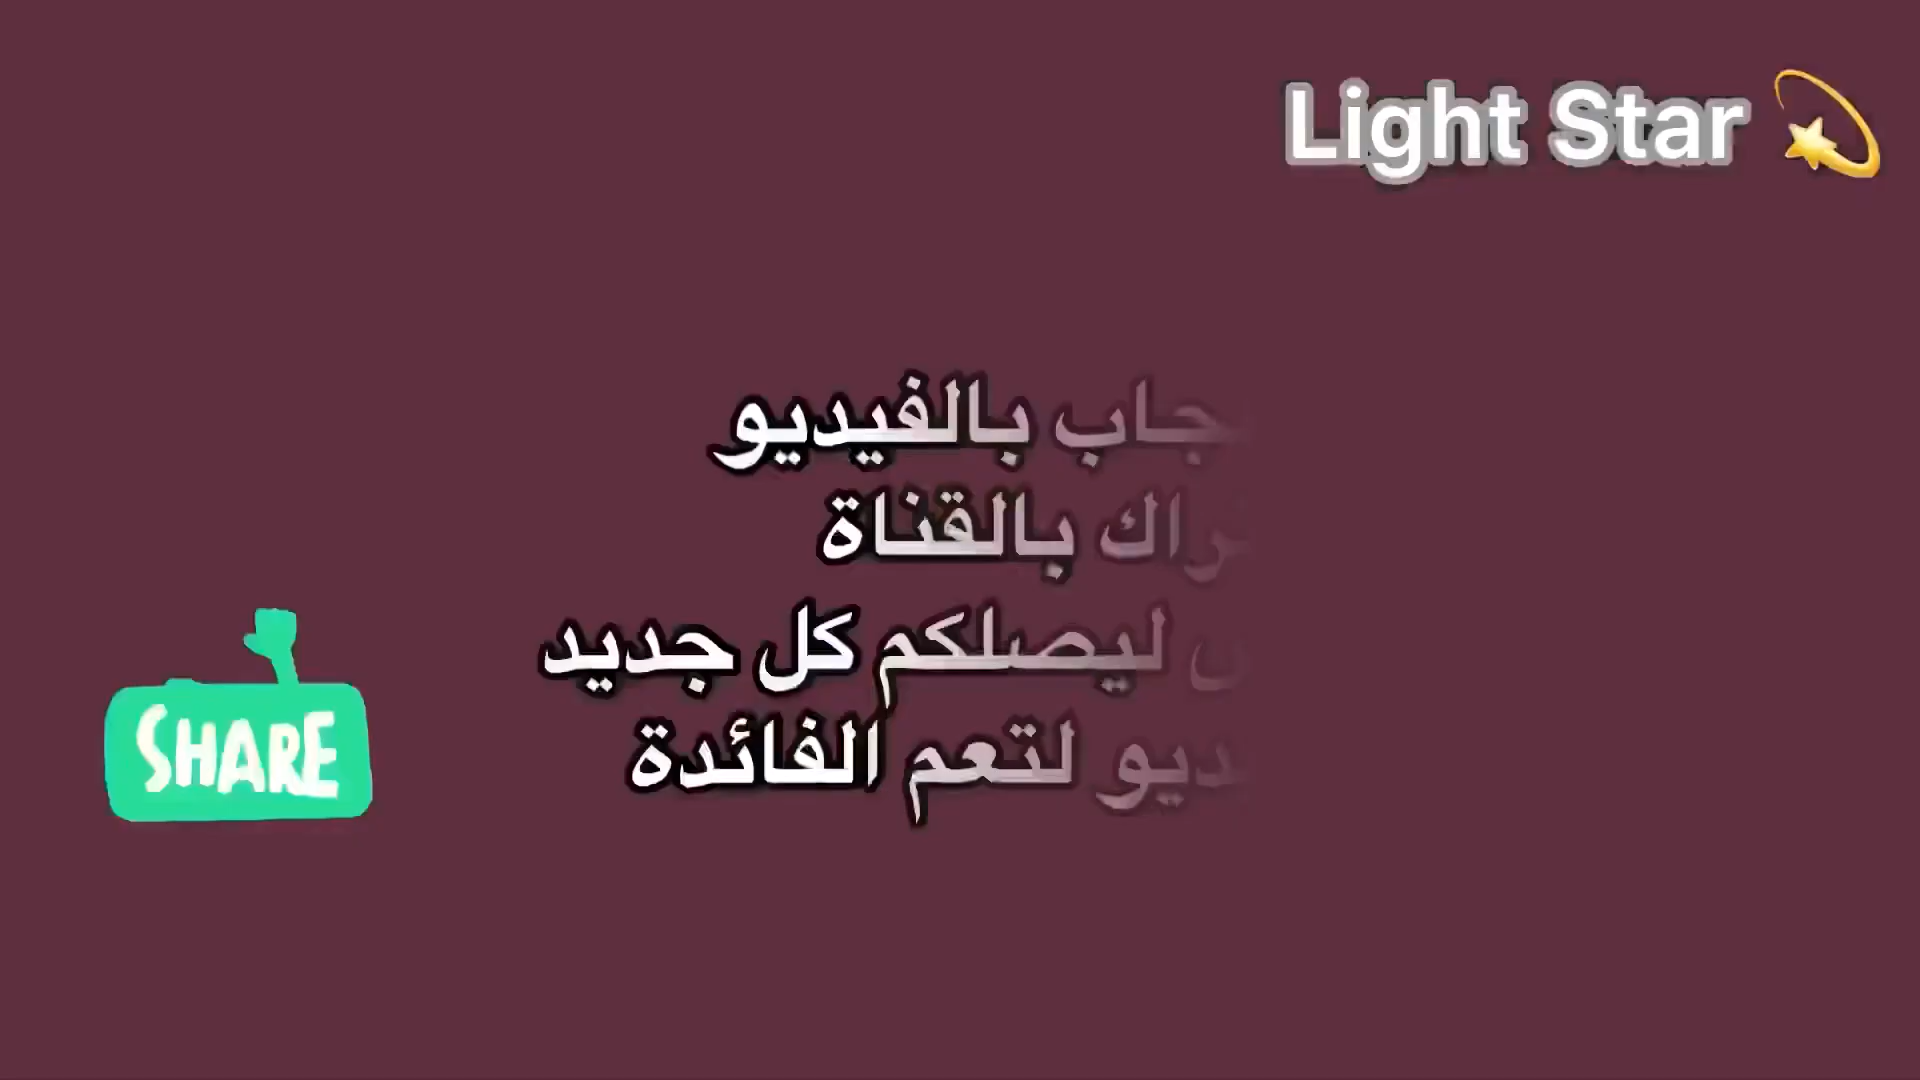 Light Star
بالفيديو
بالقناة
ليصلكم كل جديد
لتعم الفائدة
SHARE